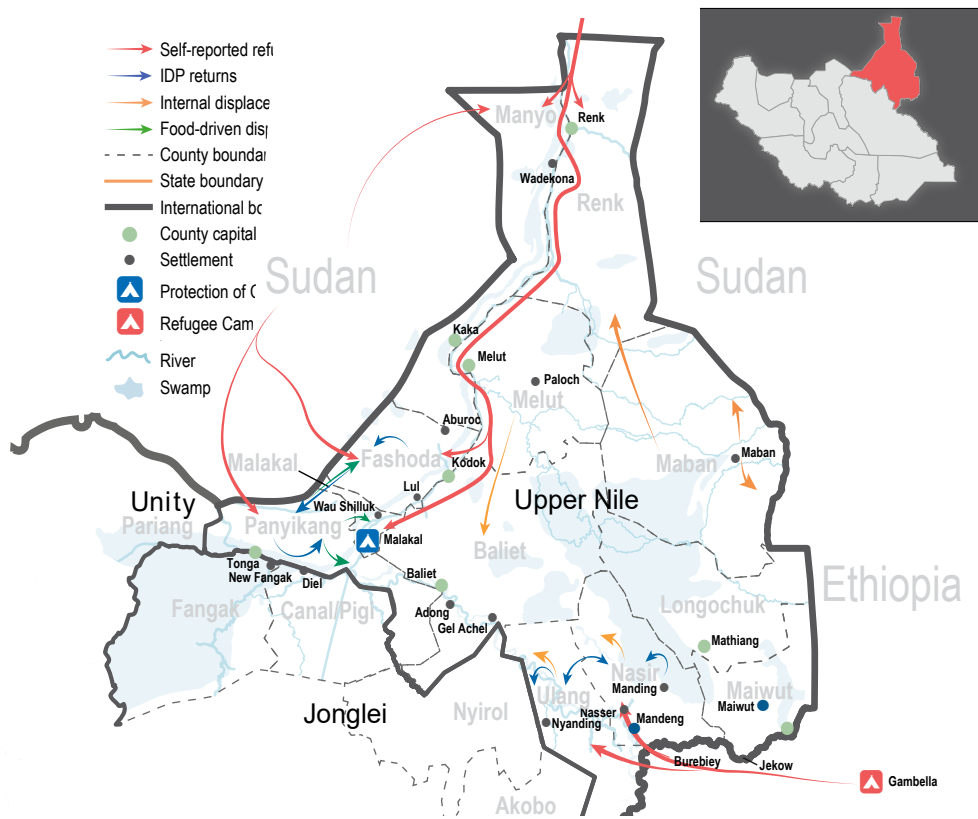 Self-reported refu
IDP returns
Internal displace
Food-driven disp
County boundar
State boundary
International bo
County capital
Settlement
Protection of C
Refugee Cam
River
Swamp
Manyo
Renk
Wadekona
Renk
Sudan
Sudan
Kaka
Melut
Paloch
Melut
Aburoc
Fashoda
Malakal
Kodok
Maban
Maban
Lul
Unity
Upper Nile
Wau Shilluk
Pariang
Panyikang
Malakal
Baliet
Tonga
New Fangak
Diel
Baliet
Ethiopia
Fangak
Canal/Pigi
Adong
Gel Achel
Longochuk
Mathiang
Nasir
Manding
Ulang
Maiwut
Maiwut
Jonglei
Nyirol
Nasser
Nyanding
Mandeng
Burebiey
Jekow
Gambella
Akobo